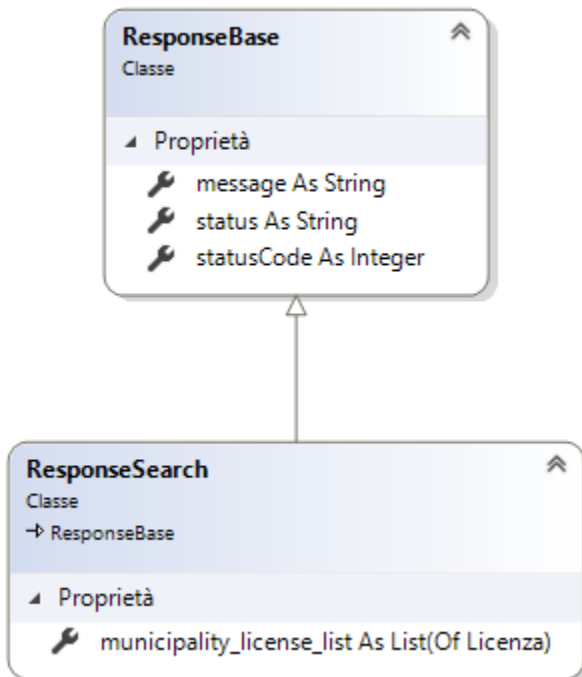 ResponseBase
Classe
Proprietà
message As String
status As String
statusCode As Integer
ResponseSearch
Classe
ResponseBase
Proprietà
municipality_license_list As List(Of Licenza)